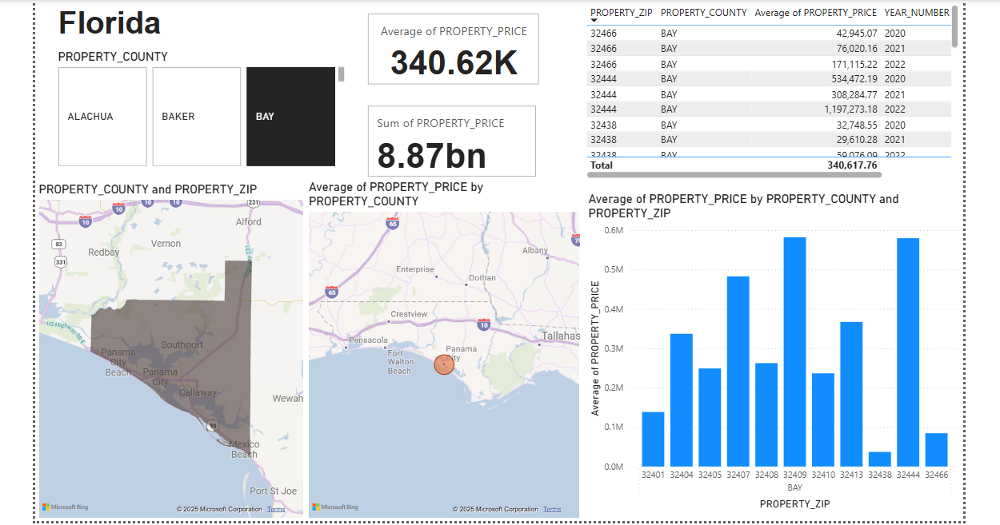 Florida
PROPERTY_COUNTY
ALACHUA
BAKER
BAY
Average of PROPERTY_PRICE
340.62K
Sum of PROPERTY_PRICE
8.87bn
PROPERTY_ZIP PROPERTY_COUNTY Average of PROPERTY_PRICE YEAR_NUMBER
32466 BAY 42,945.07 2020
32466 BAY 76,020.16 2021
32466 BAY 171,115.22 2022
32444 BAY 534,472.19 2020
32444 BAY 308,284.77 2021
32444 BAY 1,197,273.18 2022
32438 BAY 32,748.55 2020
32438 BAY 29,610.28 2021
32438 BAY 59,076.09 2022
Total 340,617.76
PROPERTY_COUNTY and PROPERTY_ZIP
10
10
10
10
231
Alford
83
331
Vernon
Redbay
Highway 231
US Highway-98 E
Southport
Panama
City
Beach
Panama
City
Callaway
Wewah
98
Mexico
Beach
Port St Joe
Microsoft Bing
© 2025 Microsoft Corporation Terms
Average of PROPERTY_PRICE by
PROPERTY_COUNTY
65
75
Albany
Enterprise
Dothan
65
Crestview
10
Pensacola
Fort
Walton
Beach
Panama
City
Tallahas
Microsoft Bing
© 2025 Microsoft Corporation Terms
Average of PROPERTY_PRICE by PROPERTY_COUNTY and
PROPERTY_ZIP
Average of PROPERTY_PRICE
0.6M
0.5M
0.4M
0.3M
0.2M
0.1M
0.0M
32401 32404 32405 32407 32408 32409 32410 32413 32438 32444 32466
BAY
PROPERTY_ZIP